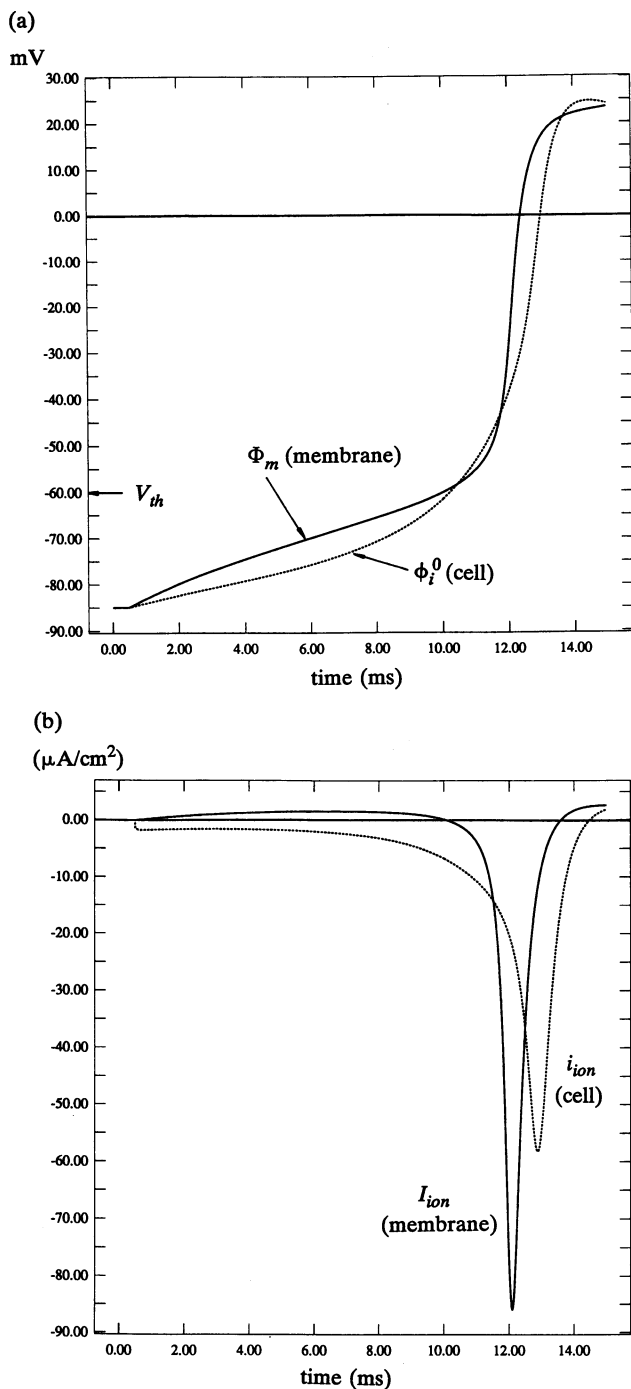 (a)
mV
30.00
20.00
10.00
0.00
-10.00
-20.00
-30.00
-40.00
-50.00
-60.00
-70.00
-80.00
-90.00
V_th
Φ_m (membrane)
ϕ_i^0 (cell)
0.00 2.00 4.00 6.00 8.00 10.00 12.00 14.00
time (ms)
(b)
(μA/cm²)
0.00
-10.00
-20.00
-30.00
-40.00
-50.00
-60.00
-70.00
-80.00
-90.00
i_ion
(cell)
I_ion
(membrane)
0.00 2.00 4.00 6.00 8.00 10.00 12.00 14.00
time (ms)